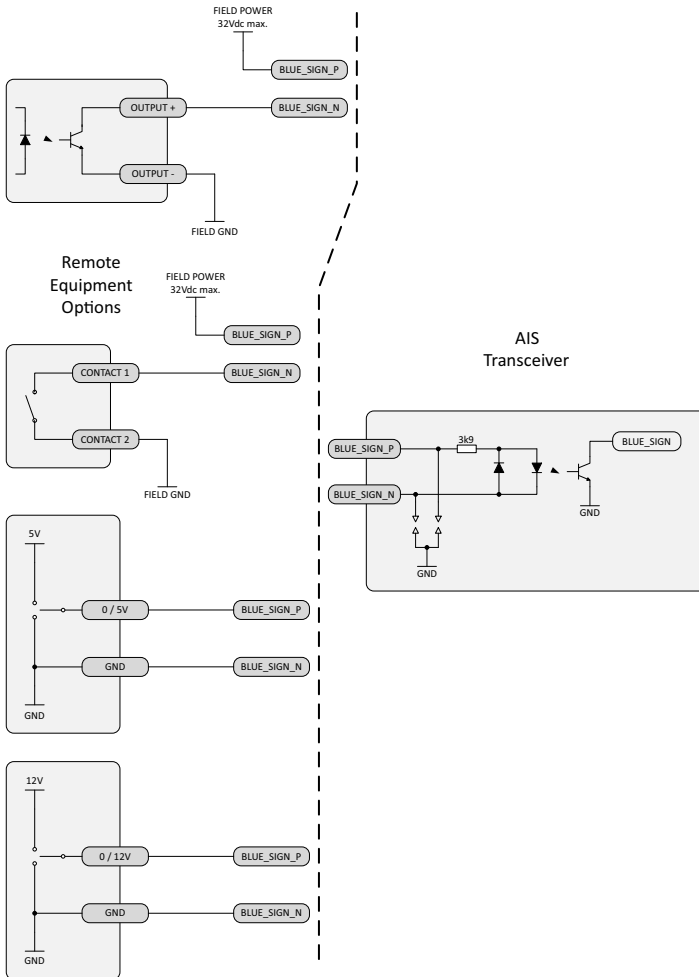 FIELD POWER
32Vdc max.
BLUE_SIGN_P
OUTPUT +
BLUE_SIGN_N
OUTPUT -
FIELD GND
Remote
Equipment
Options
FIELD POWER
32Vdc max.
BLUE_SIGN_P
CONTACT 1
BLUE_SIGN_N
CONTACT 2
FIELD GND
5V
0 / 5V
BLUE_SIGN_P
GND
BLUE_SIGN_N
GND
12V
0 / 12V
BLUE_SIGN_P
GND
BLUE_SIGN_N
GND
AIS
Transceiver
BLUE_SIGN_P
3k9
BLUE_SIGN
BLUE_SIGN_N
GND
GND